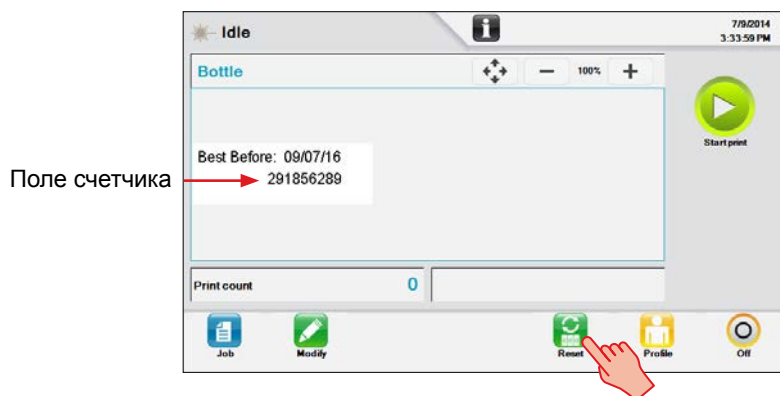 Idle
7/9/2014
3:33:59 PM
Bottle
100%
Start print
Best Before: 09/07/16
Поле счетчика
291856289
Print count 0
Job Modify Reset Profile Off